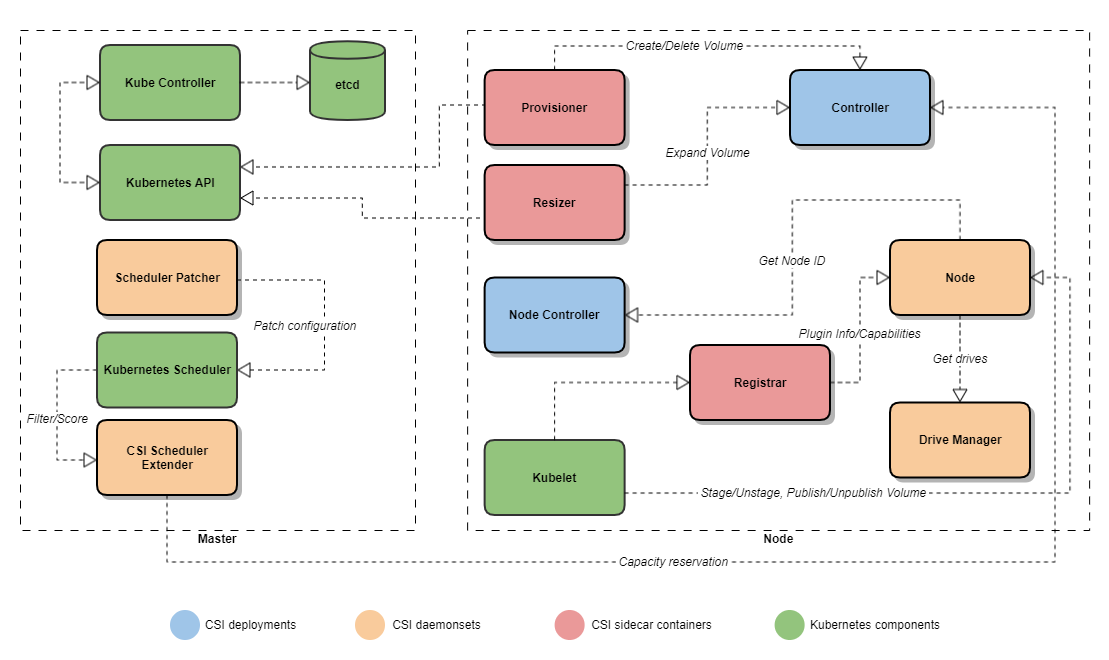 Create/Delete Volume
Kube Controller
etcd
Provisioner
Controller
Expand Volume
Kubernetes API
Resizer
Get Node ID
Scheduler Patcher
Node
Node Controller
Patch configuration
Plugin Info/Capabilities
Get drives
Kubernetes Scheduler
Registrar
Filter/Score
Drive Manager
CSI Scheduler
Extender
Kubelet
Stage/Unstage, Publish/Unpublish Volume
Master
Node
Capacity reservation
CSI deployments
CSI daemonsets
CSI sidecar containers
Kubernetes components